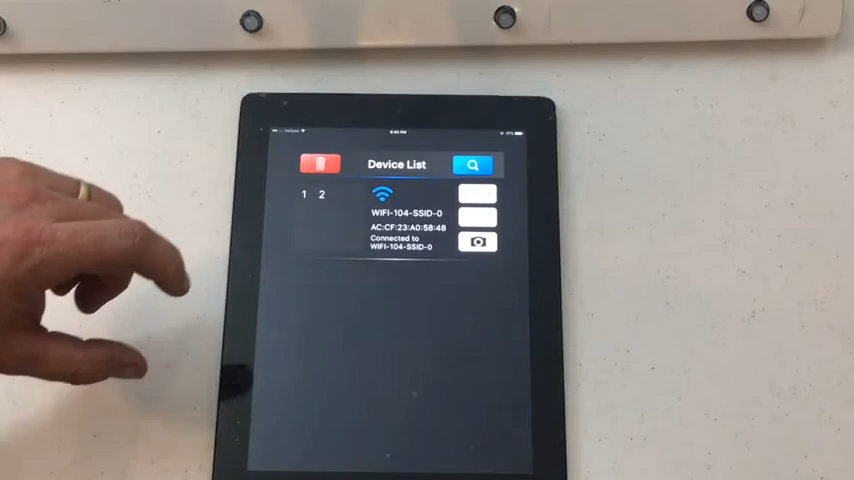 Verizon
Device List
1 2
WIFI-104-SSID-0
AC:CF:23:A0:58:48
Connected to
WIFI-104-SSID-0